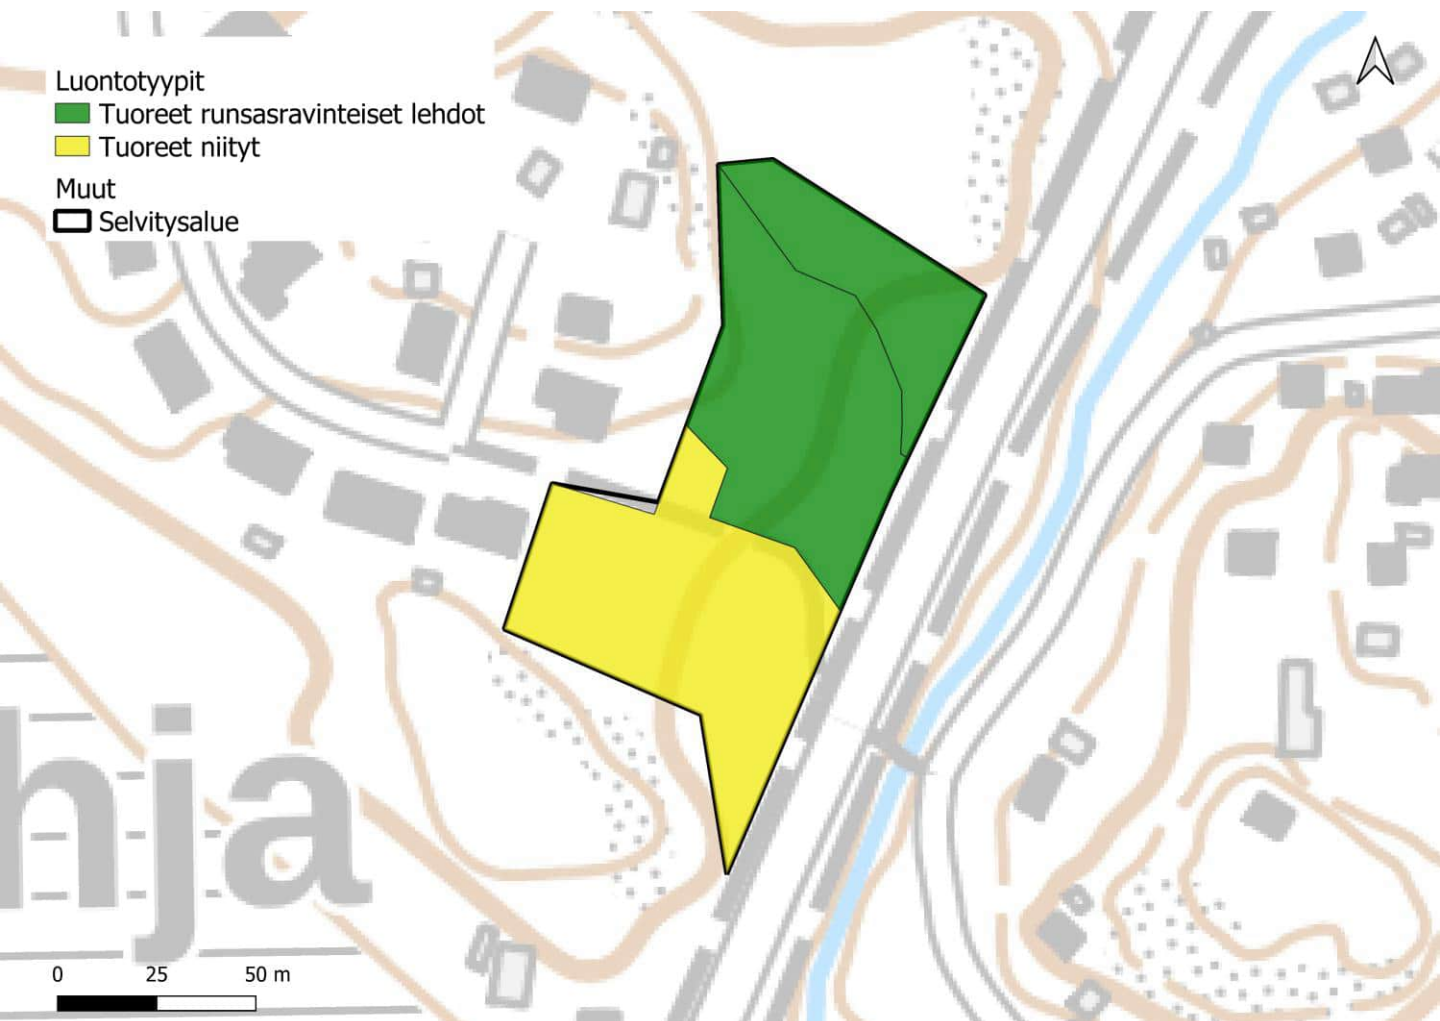 Luontotyypit
Tuoreet runsasravinteiset lehdot
Tuoreet niityt
Muut
Selvitysalue
hja
0 25 50 m